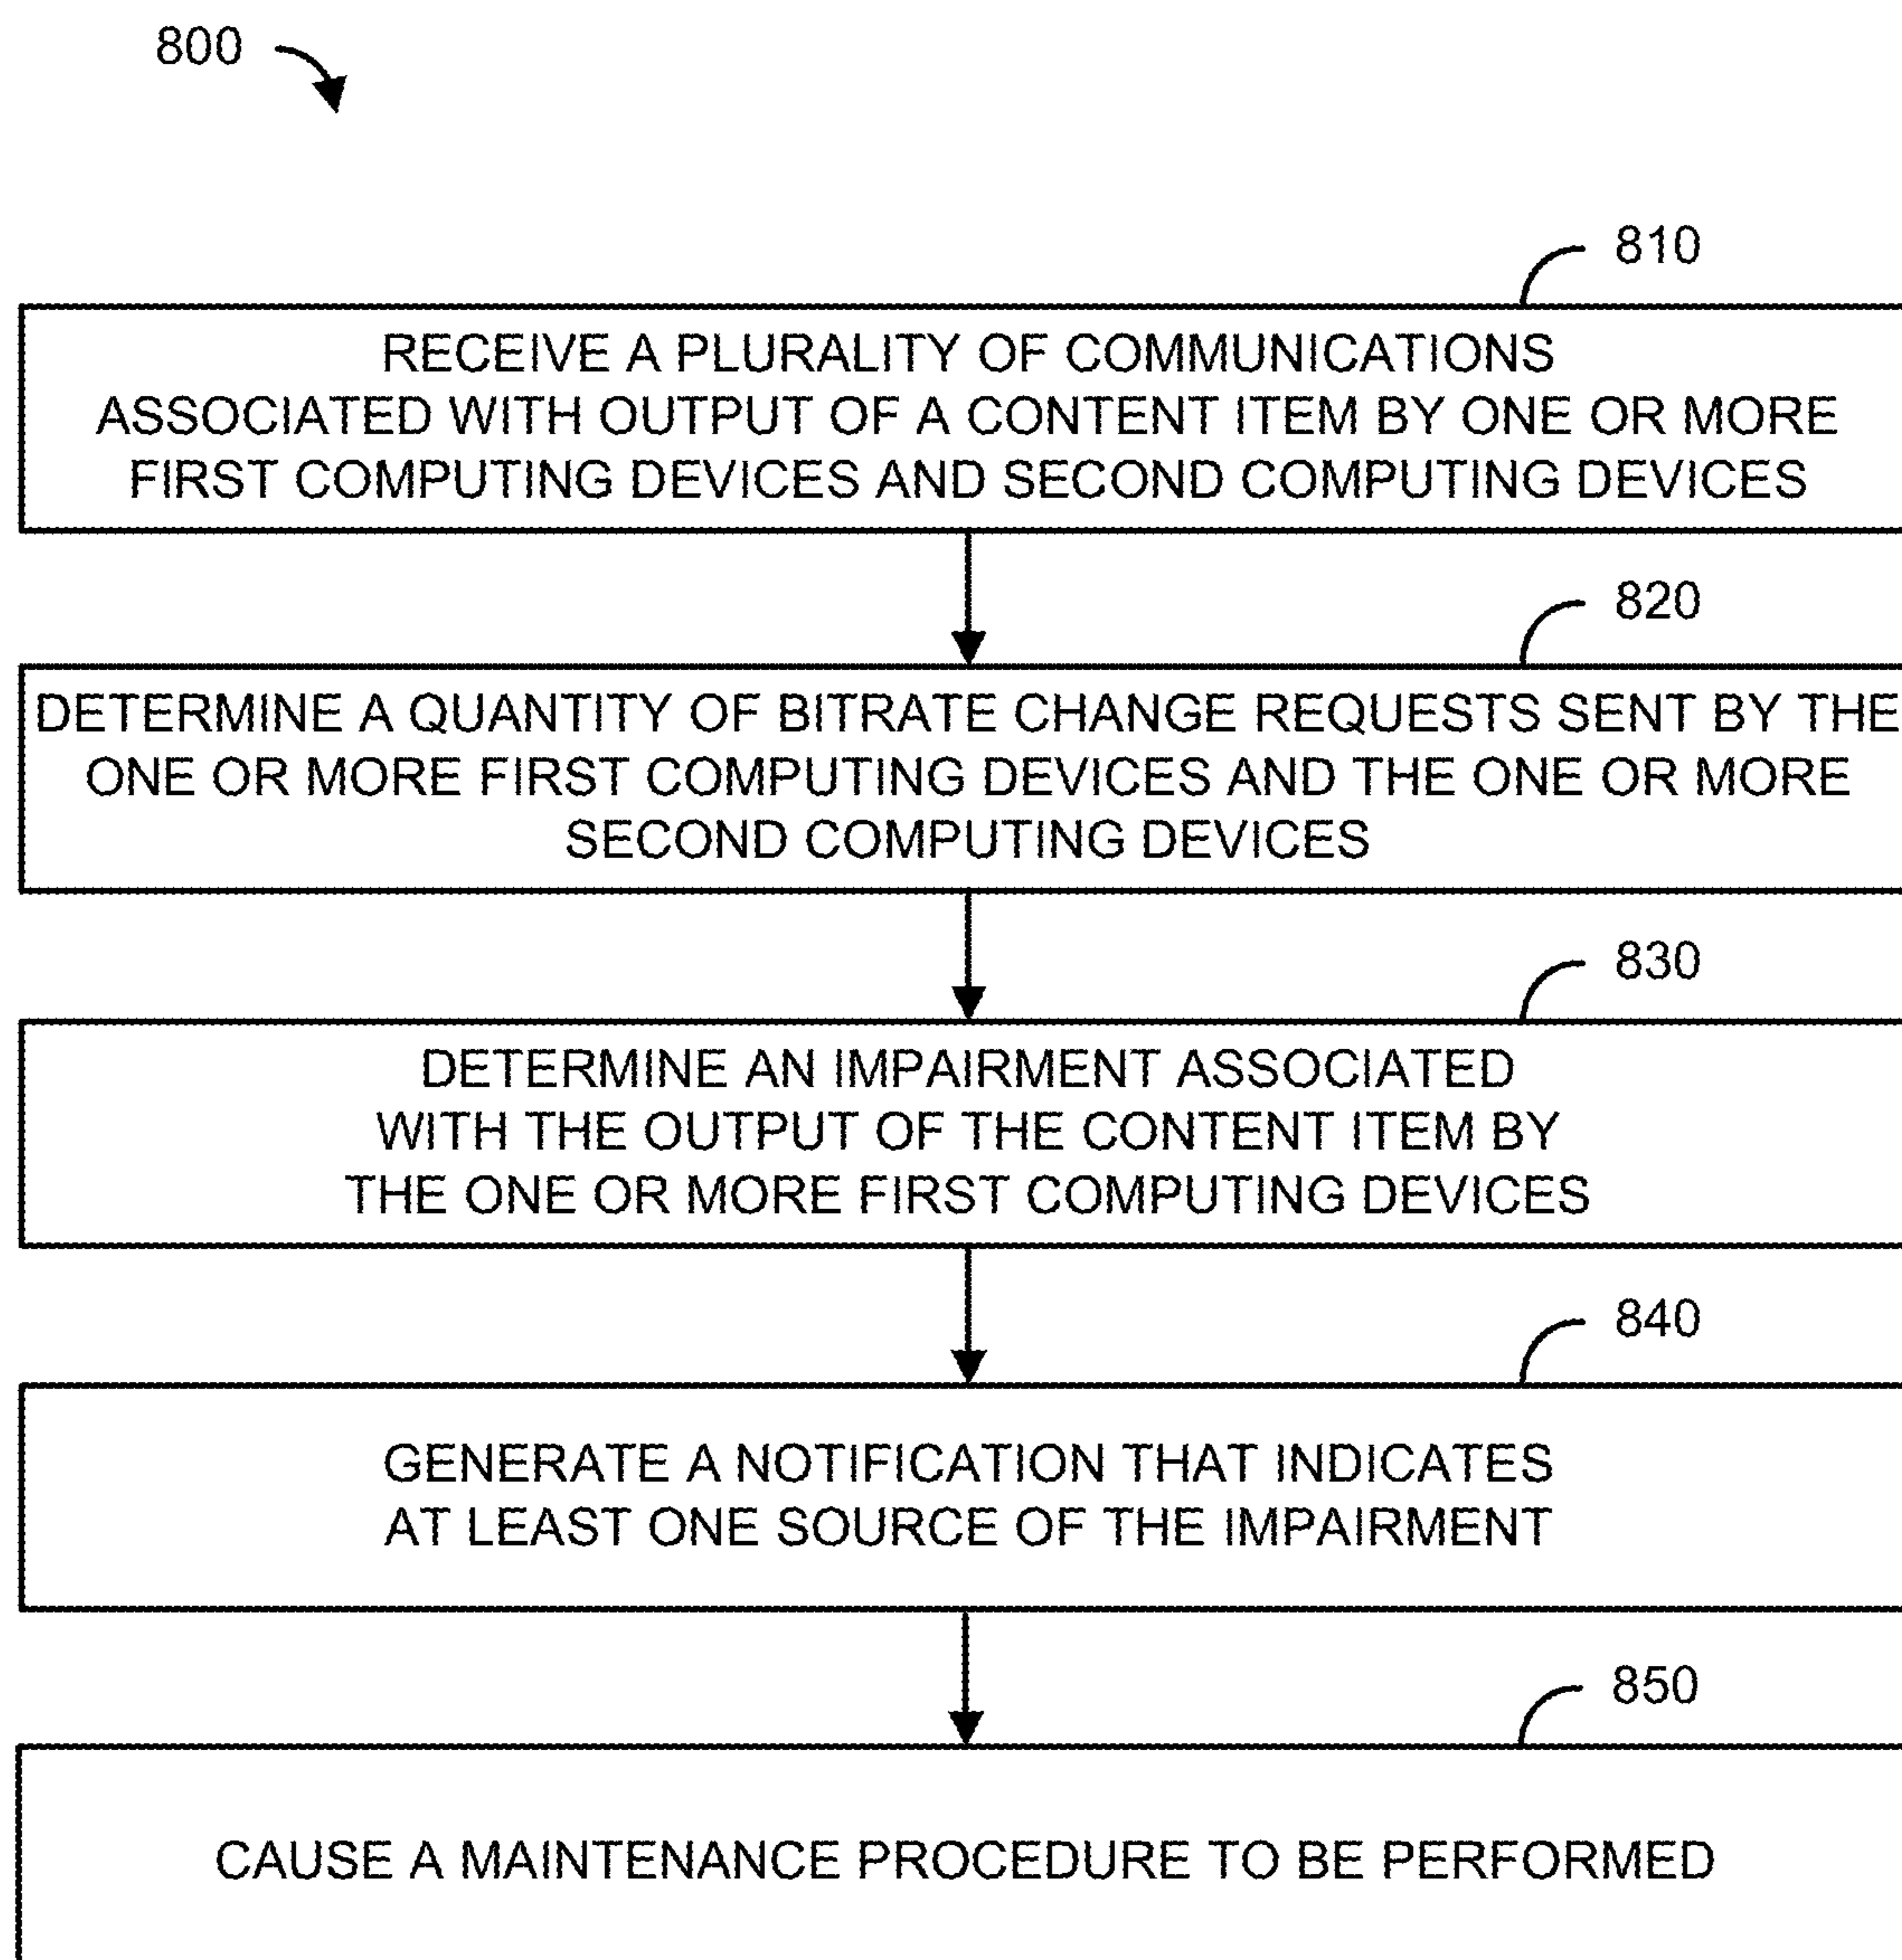 800
810
RECEIVE A PLURALITY OF COMMUNICATIONS
ASSOCIATED WITH OUTPUT OF A CONTENT ITEM BY ONE OR MORE
FIRST COMPUTING DEVICES AND SECOND COMPUTING DEVICES
820
DETERMINE A QUANTITY OF BITRATE CHANGE REQUESTS SENT BY THE
ONE OR MORE FIRST COMPUTING DEVICES AND THE ONE OR MORE
SECOND COMPUTING DEVICES
830
DETERMINE AN IMPAIRMENT ASSOCIATED
WITH THE OUTPUT OF THE CONTENT ITEM BY
THE ONE OR MORE FIRST COMPUTING DEVICES
840
GENERATE A NOTIFICATION THAT INDICATES
AT LEAST ONE SOURCE OF THE IMPAIRMENT
850
CAUSE A MAINTENANCE PROCEDURE TO BE PERFORMED